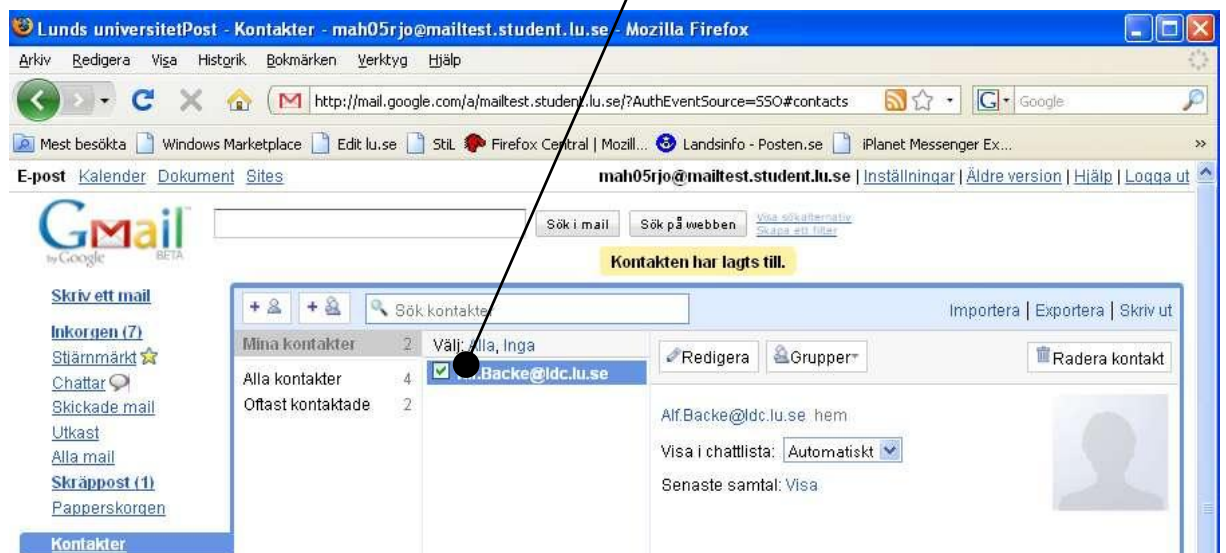 Lunds universitetPost - Kontakter - mah05rjo@mailtest.student.lu.se - Mozilla Firefox
Arkiv Redigera Visa Historik Bokmärken Verktyg Hjälp
http://mail.google.com/a/mailtest.student.lu.se/?AuthEventSource=SSO#contacts G Google
Mest besökta Windows Marketplace Edit lu.se StiL Firefox Central | Mozill... Landsinfo - Posten.se iPlanet Messenger Ex... »
E-post Kalender Dokument Sites mah05rjo@mailtest.student.lu.se | Inställningar | Äldre version | Hjälp | Logga ut
Gmail
by Google BETA
Sök i mail Sök på webben Visa sökalternativ
Skapa ett filter
Kontakten har lagts till.
Skriv ett mail
Inkorgen (7)
Stjärnmärkt
Chattar
Skickade mail
Utkast
Alla mail
Skräppost (1)
Papperskorgen
Kontakter
+ + Sök kontakter Importera | Exportera | Skriv ut
Mina kontakter 2
Alla kontakter 4
Oftast kontaktade 2
Välj: Alla, Inga
Backe@ldc.lu.se
Redigera Grupper Radera kontakt
Alf.Backe@ldc.lu.se hem
Visa i chattlista: Automatiskt
Senaste samtal: Visa